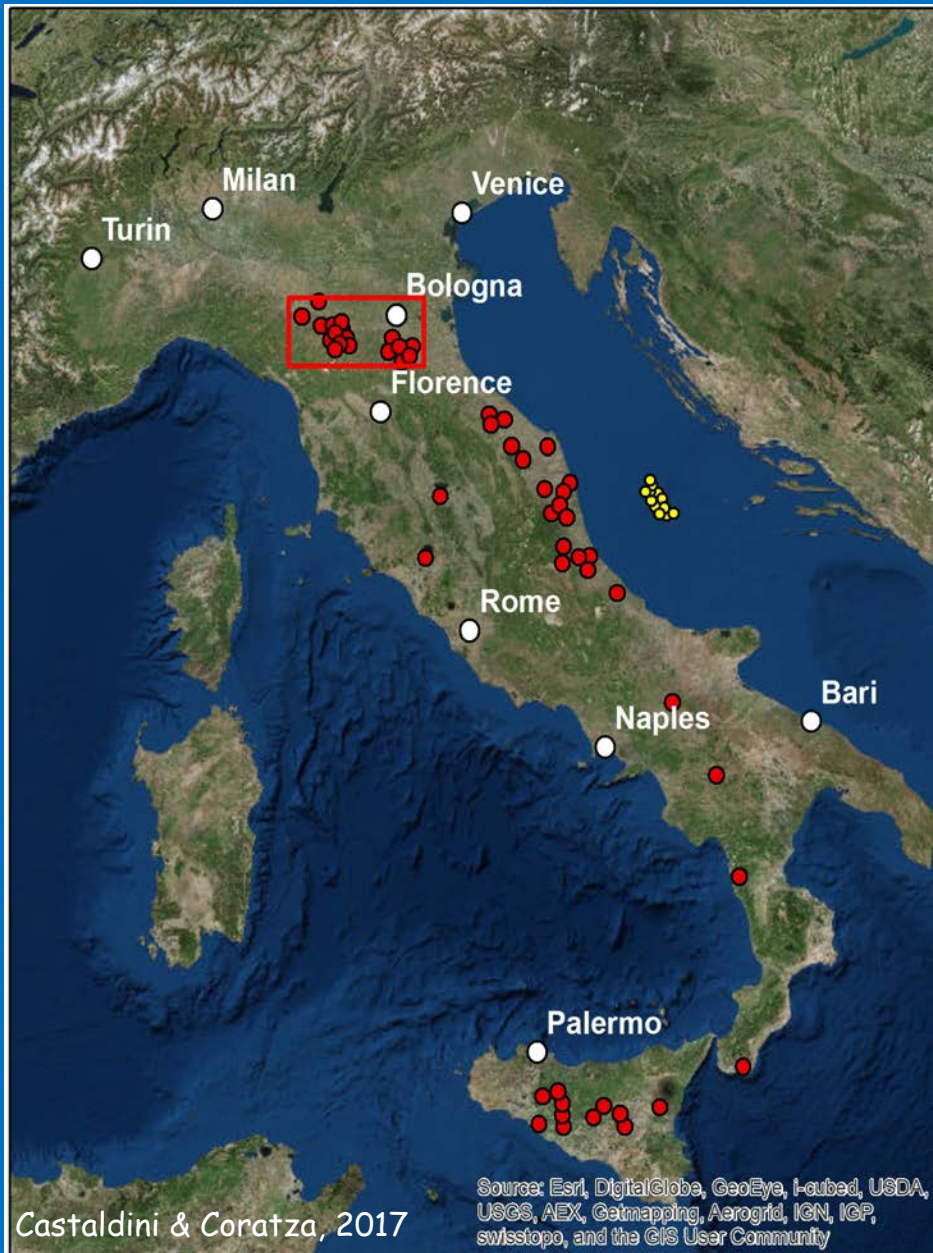 Milan
Venice
Turin
Bologna
Florence
Rome
Naples
Bari
Palermo
Source: Esri, DigitalGlobe, GeoEye, i-cubed, USDA,
USGS, AEX, Getmapping, Aerogrid, IGN, IGP,
swisstopo, and the GIS User Community
Castaldini & Coratza, 2017